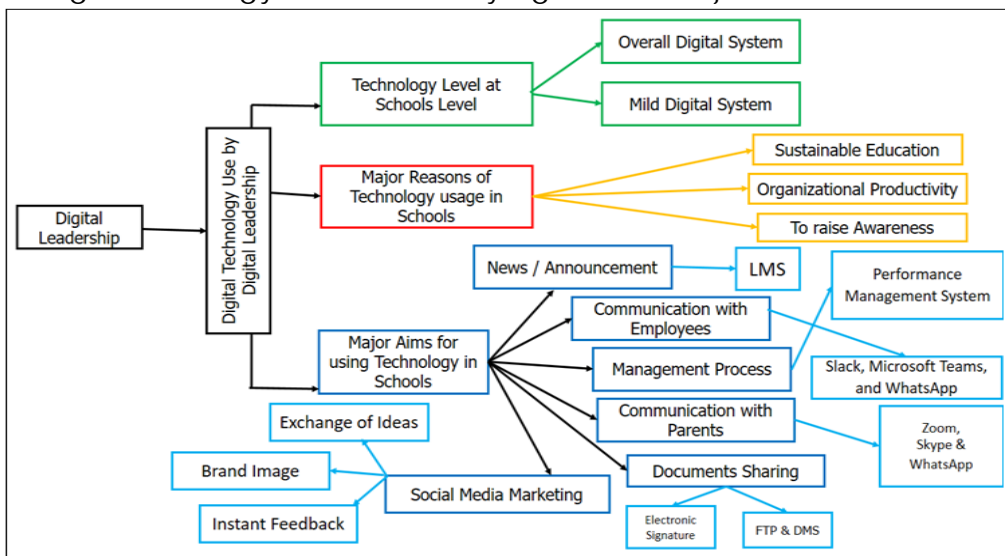 Overall Digital System
Technology Level at
Schools Level
Mild Digital System
Digital Technology Use by
Digital Leadership
Sustainable Education
Major Reasons of
Technology usage in
Schools
Organizational Productivity
Digital
Leadership
To raise Awareness
News / Announcement
LMS
Performance
Management System
Communication with
Employees
Major Aims for
using Technology in
Schools
Management Process
Slack, Microsoft Teams,
and WhatsApp
Exchange of Ideas
Communication with
Parents
Zoom,
Skype &
WhatsApp
Brand Image
Documents Sharing
Social Media Marketing
Instant Feedback
Electronic
Signature
FTP & DMS